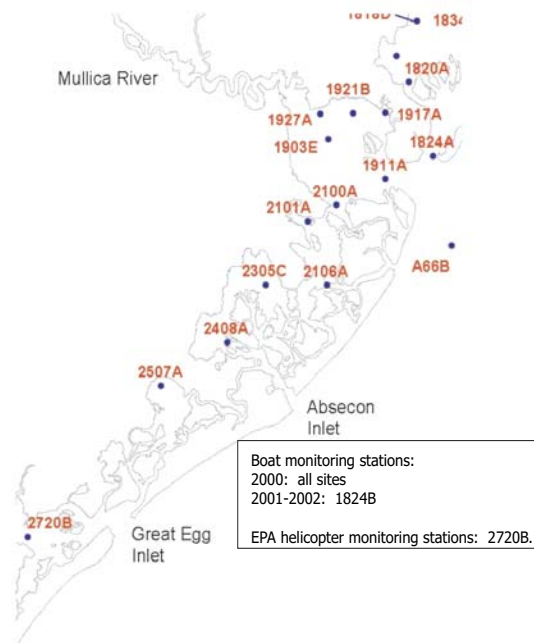 1834
Mullica River
1820A
1921B
1927A
1917A
1903E
1824A
1911A
2100A
2101A
A66B
2305C
2106A
2408A
2507A
Absecon
Inlet
Boat monitoring stations:
2000: all sites
2001-2002: 1824B
EPA helicopter monitoring stations: 2720B.
2720B
Great Egg
Inlet